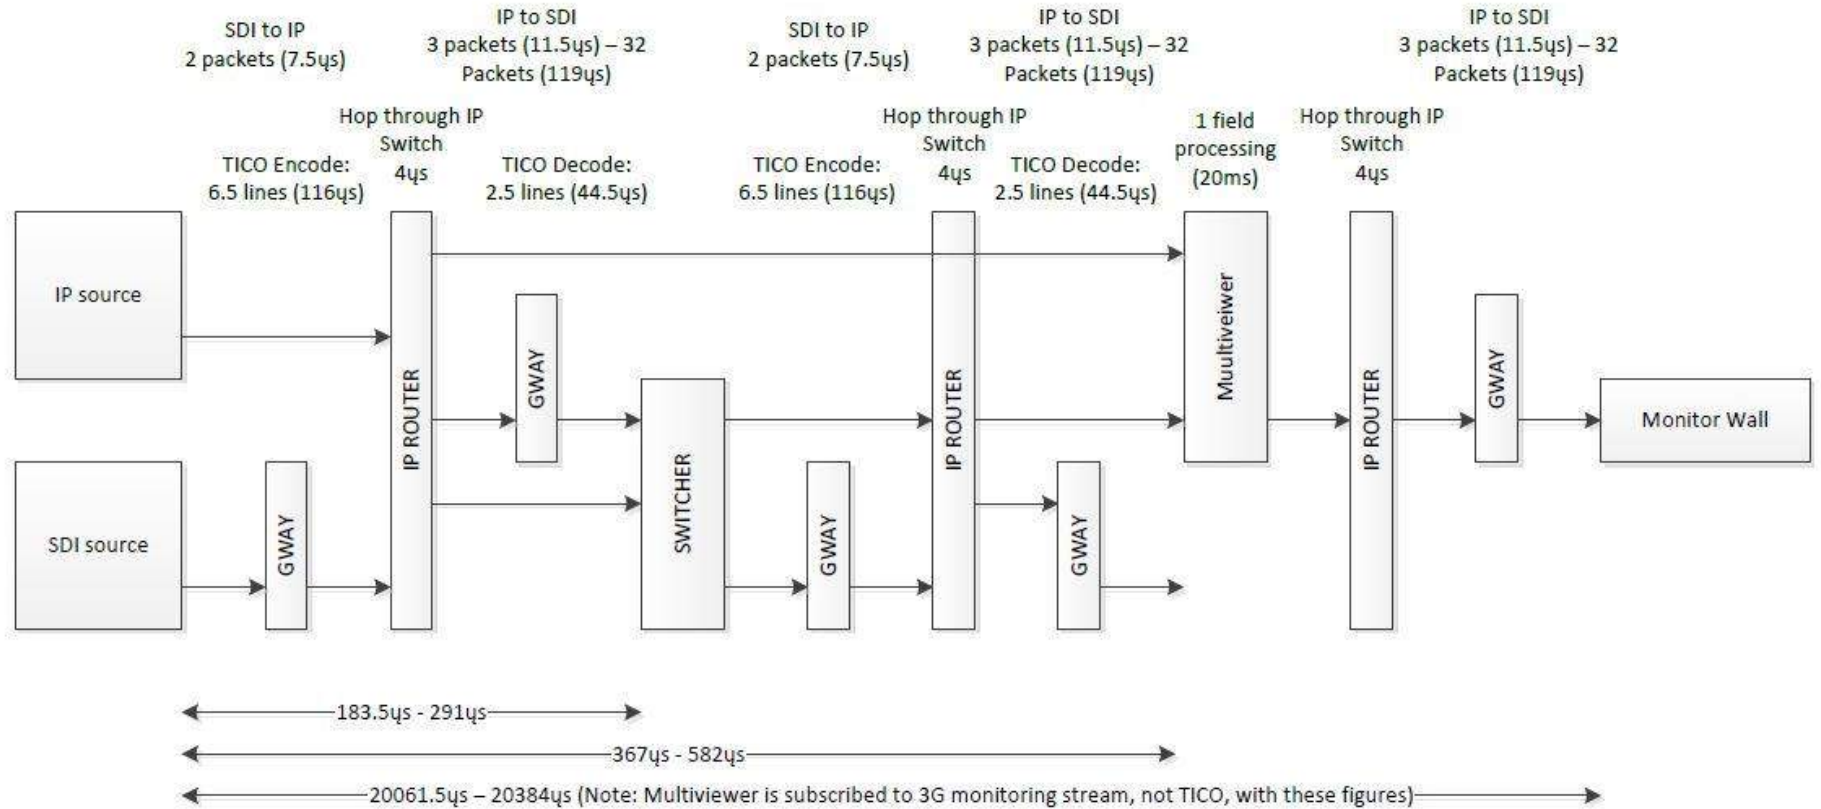 SDI to IP
2 packets (7.5ųs)
IP to SDI
3 packets (11.5ųs) – 32
Packets (119ųs)
SDI to IP
2 packets (7.5ųs)
IP to SDI
3 packets (11.5ųs) – 32
Packets (119ųs)
IP to SDI
3 packets (11.5ųs) – 32
Packets (119ųs)
TICO Encode:
6.5 lines (116ųs)
Hop through IP
Switch
4ųs
TICO Decode:
2.5 lines (44.5ųs)
TICO Encode:
6.5 lines (116ųs)
Hop through IP
Switch
4ųs
TICO Decode:
2.5 lines (44.5ųs)
1 field
processing
(20ms)
Hop through IP
Switch
4ųs
IP source
SDI source
GWAY
IP ROUTER
GWAY
SWITCHER
GWAY
IP ROUTER
GWAY
Muultiveiwer
IP ROUTER
GWAY
Monitor Wall
183.5ųs - 291ųs
367ųs - 582ųs
20061.5ųs – 20384ųs (Note: Multiviewer is subscribed to 3G monitoring stream, not TICO, with these figures)